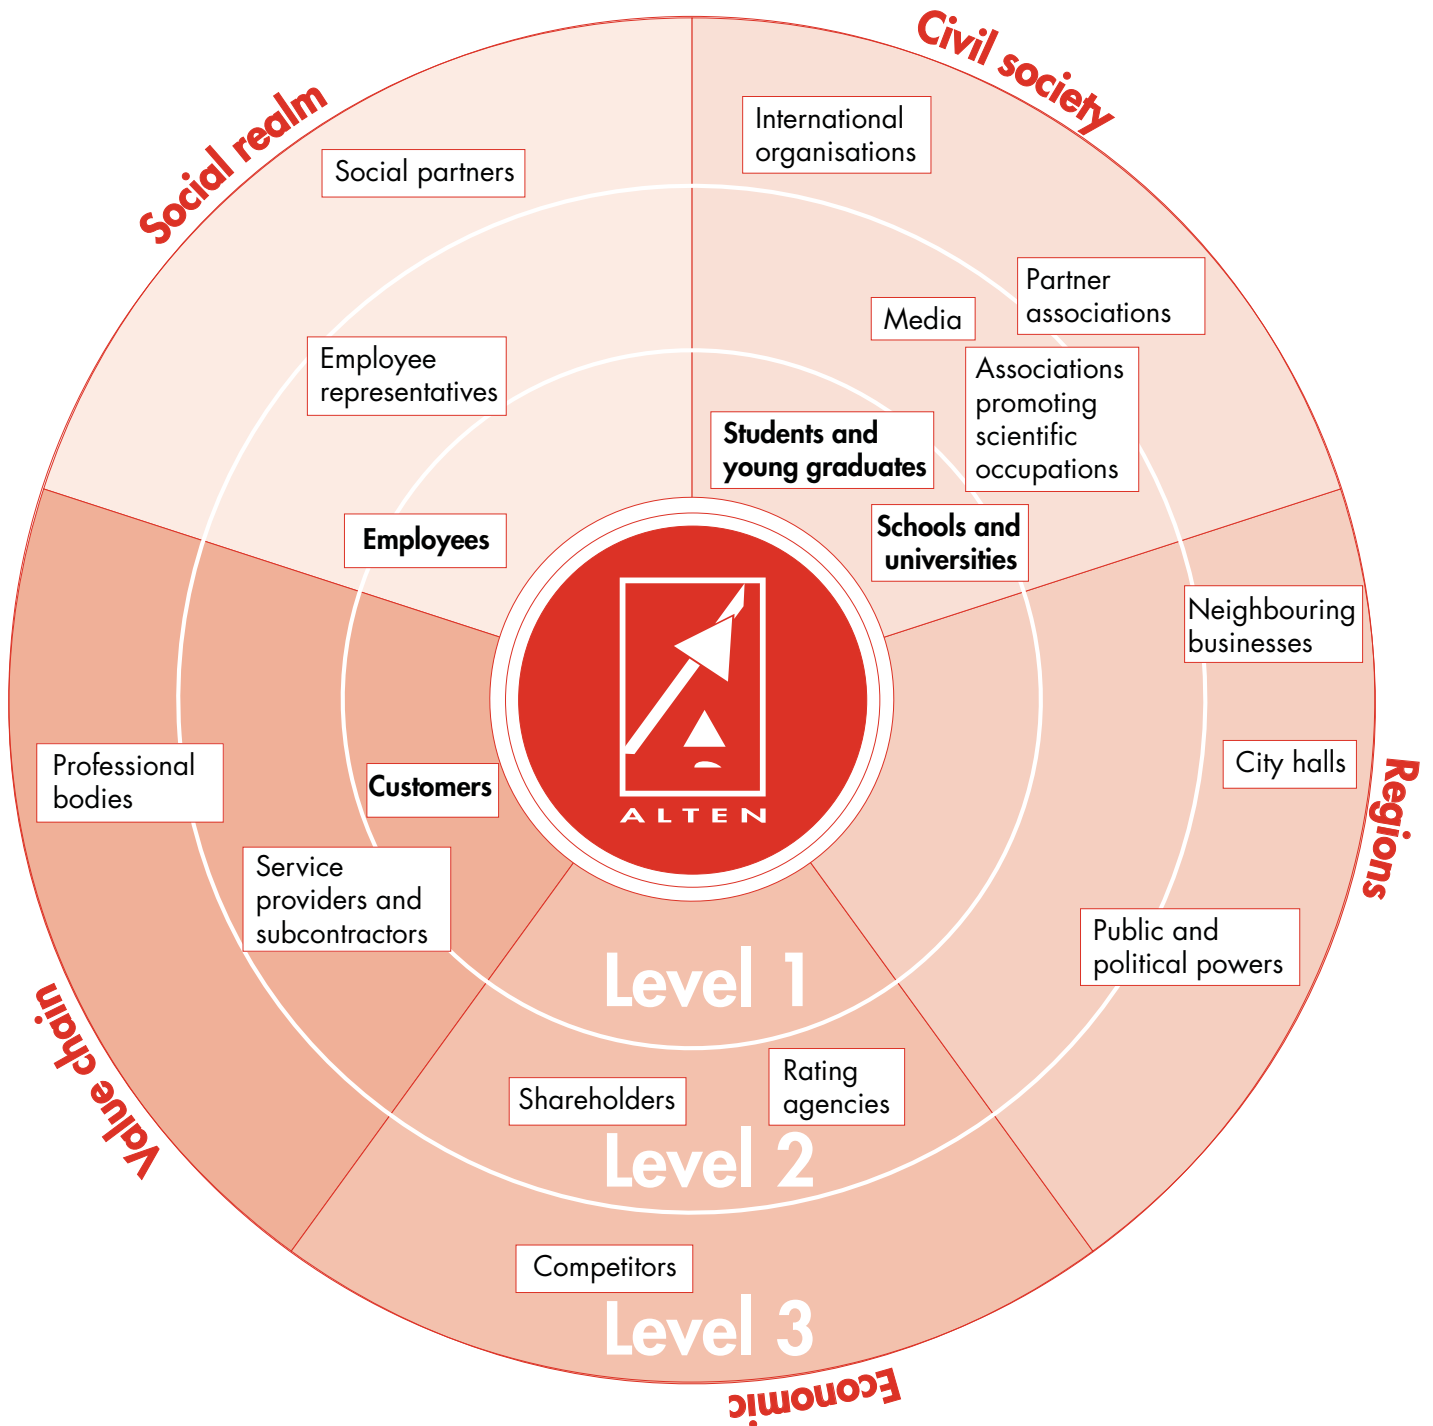 Civil society
Social realm
International
organisations
Social partners
Partner
associations
Media
Employee
representatives
Associations
promoting
scientific
occupations
Students and
young graduates
Employees
Schools and
universities
Neighbouring
businesses
Professional
bodies
City halls
Customers
ALTEN
Regions
Service
providers and
subcontractors
Public and
political powers
Level 1
Value chain
Shareholders
Rating
agencies
Level 2
Competitors
Level 3
Economic